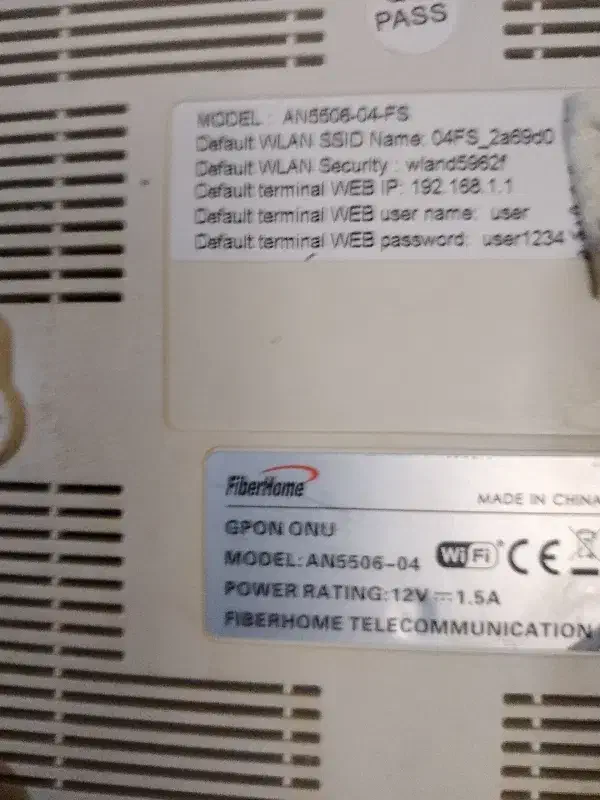 PASS
MODEL : AN5506-04-FS
Default WLAN SSID Name: 04FS_2a69d0
Default WLAN Security : wland5962f
Default terminal WEB IP: 192.168.1.1
Default terminal WEB user name: user
Default terminal WEB password: user1234
FiberHome
MADE IN CHINA
GPON ONU
MODEL:AN5506-04 WiFi CE
POWER RATING:12V⎓1.5A
FIBERHOME TELECOMMUNICATION